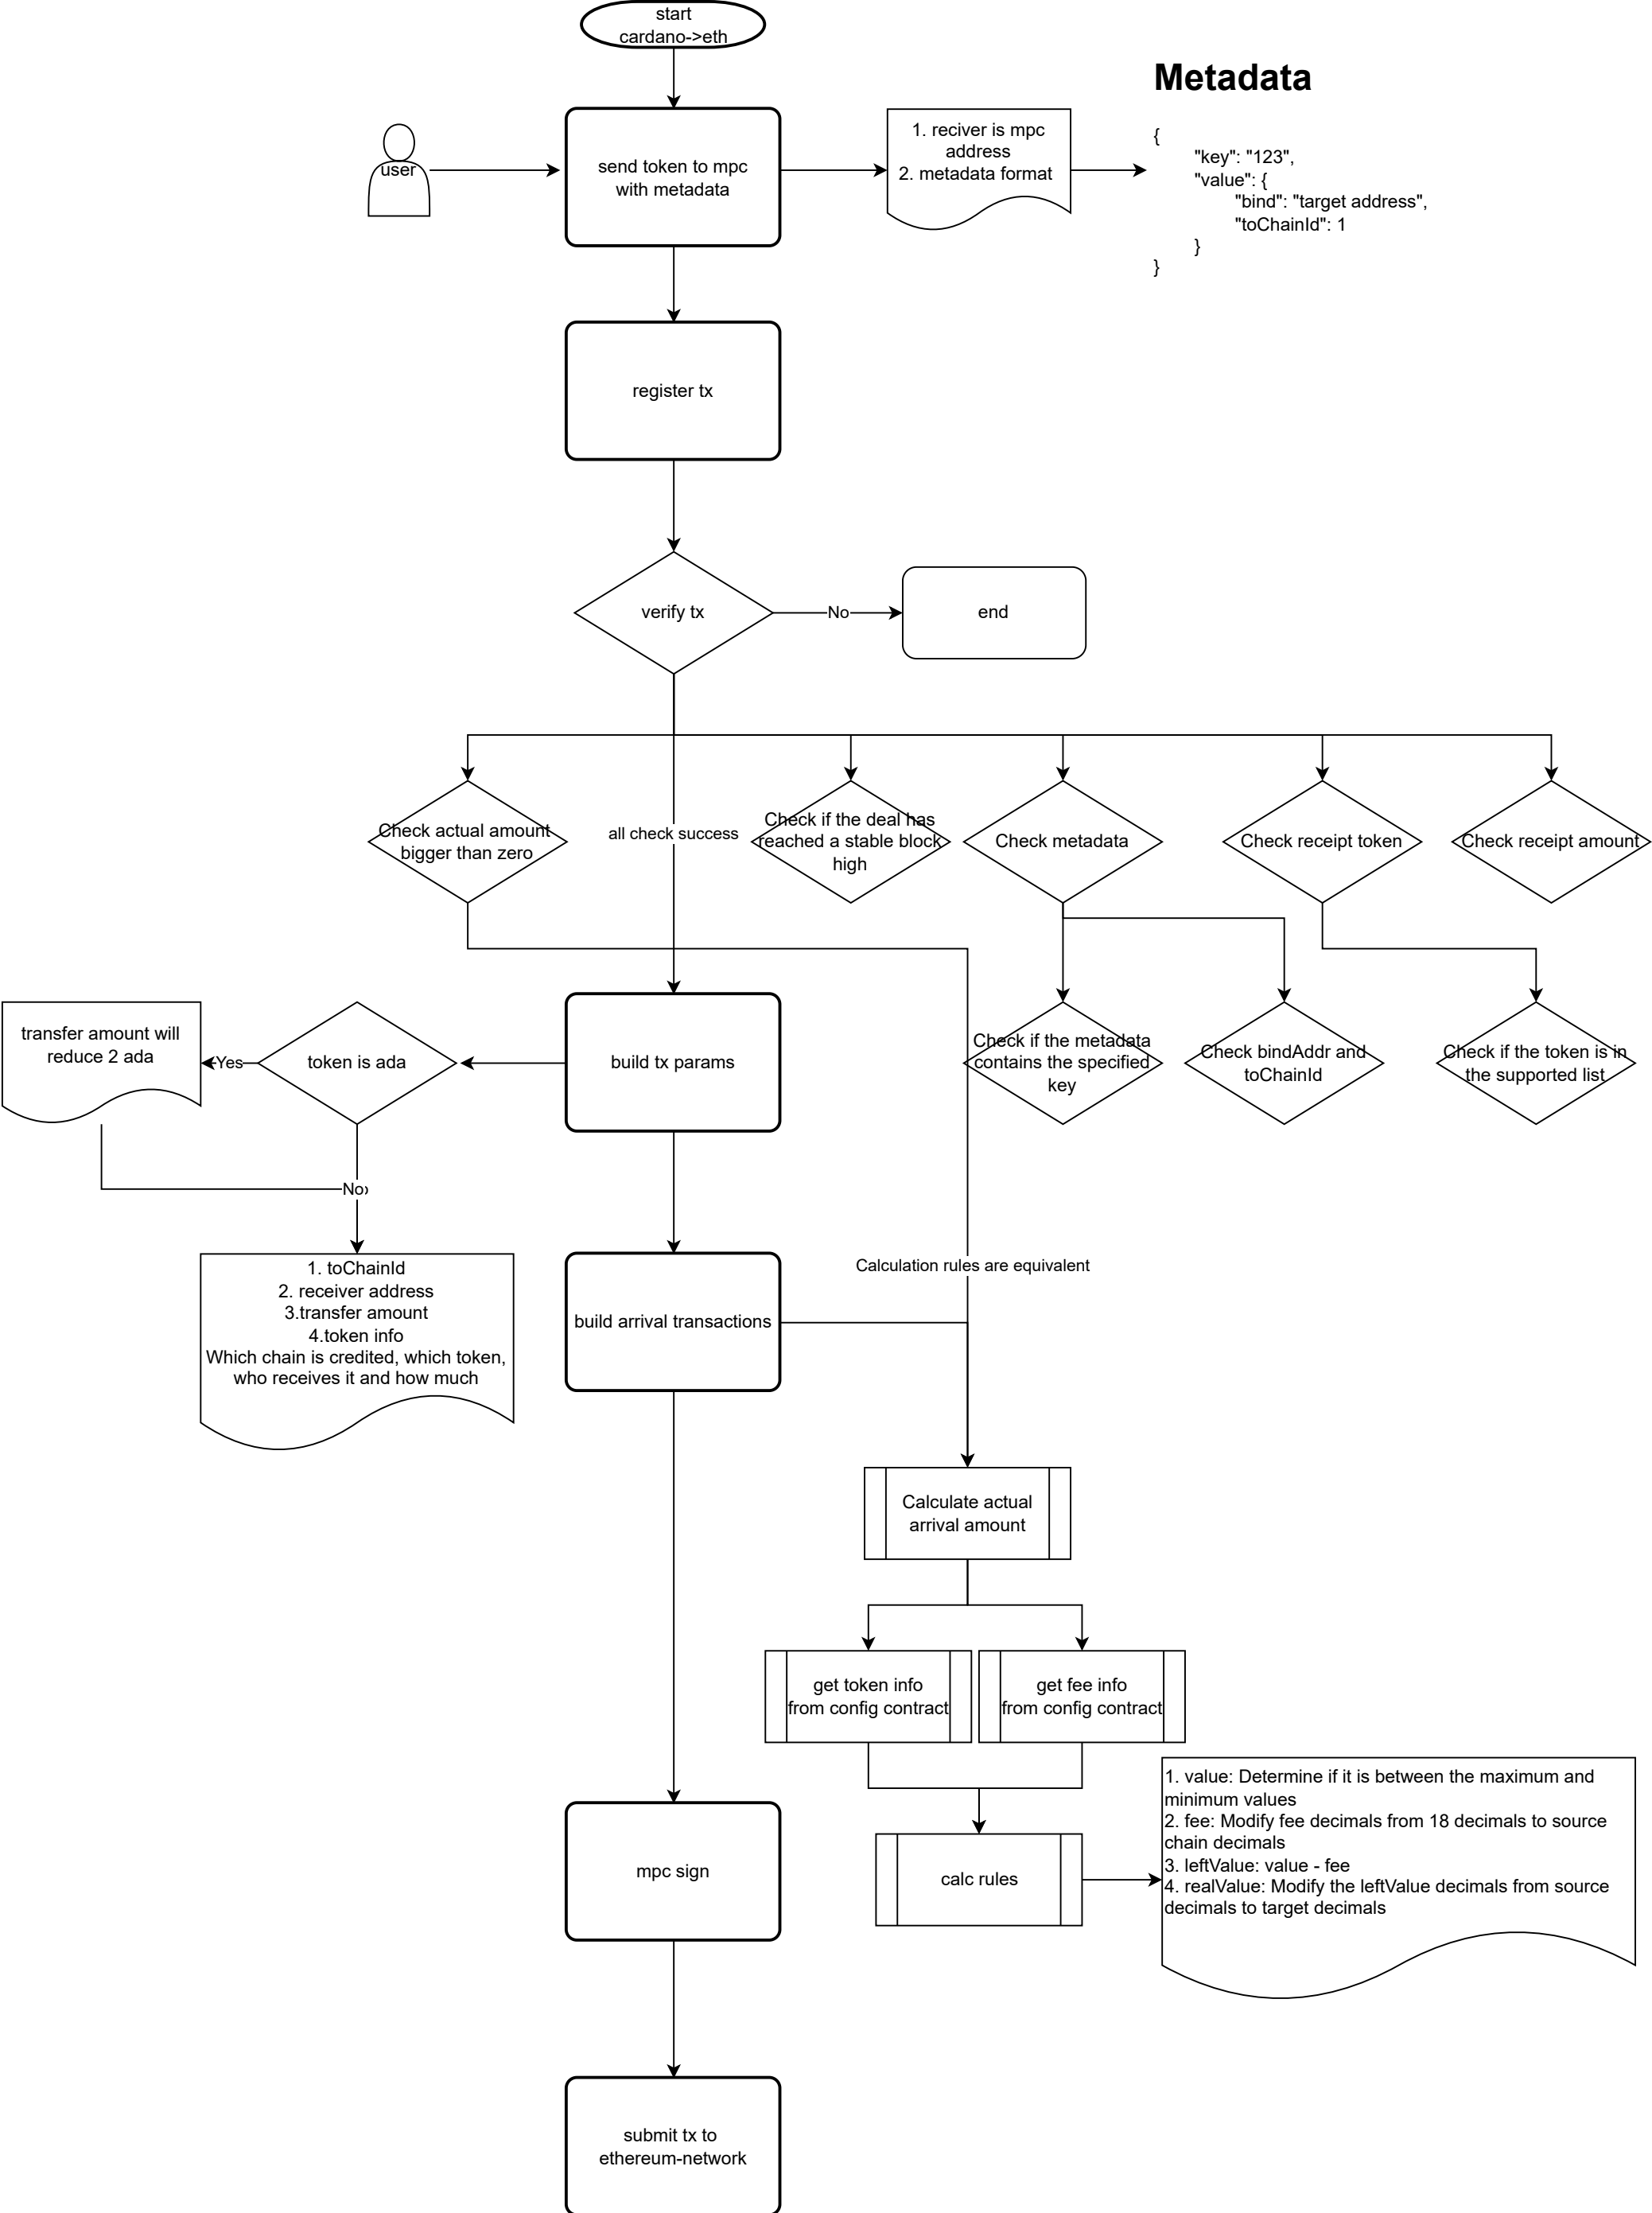 start
cardano->eth
Metadata
user
send token to mpc
with metadata
1. reciver is mpc
address
2. metadata format
{
"key": "123",
"value": {
"bind": "target address",
"toChainId": 1
}
}
register tx
verify tx
No
end
Check actual amount
bigger than zero
all check success
Check if the deal has
reached a stable block
high
Check metadata
Check receipt token
Check receipt amount
transfer amount will
reduce 2 ada
Yes
token is ada
build tx params
Check if the metadata
contains the specified
key
Check bindAddr and
toChainId
Check if the token is in
the supported list
No
1. toChainId
2. receiver address
3.transfer amount
4.token info
Which chain is credited, which token,
who receives it and how much
build arrival transactions
Calculation rules are equivalent
Calculate actual
arrival amount
get token info
from config contract
get fee info
from config contract
1. value: Determine if it is between the maximum and
minimum values
2. fee: Modify fee decimals from 18 decimals to source
chain decimals
3. leftValue: value - fee
4. realValue: Modify the leftValue decimals from source
decimals to target decimals
mpc sign
calc rules
submit tx to
ethereum-network